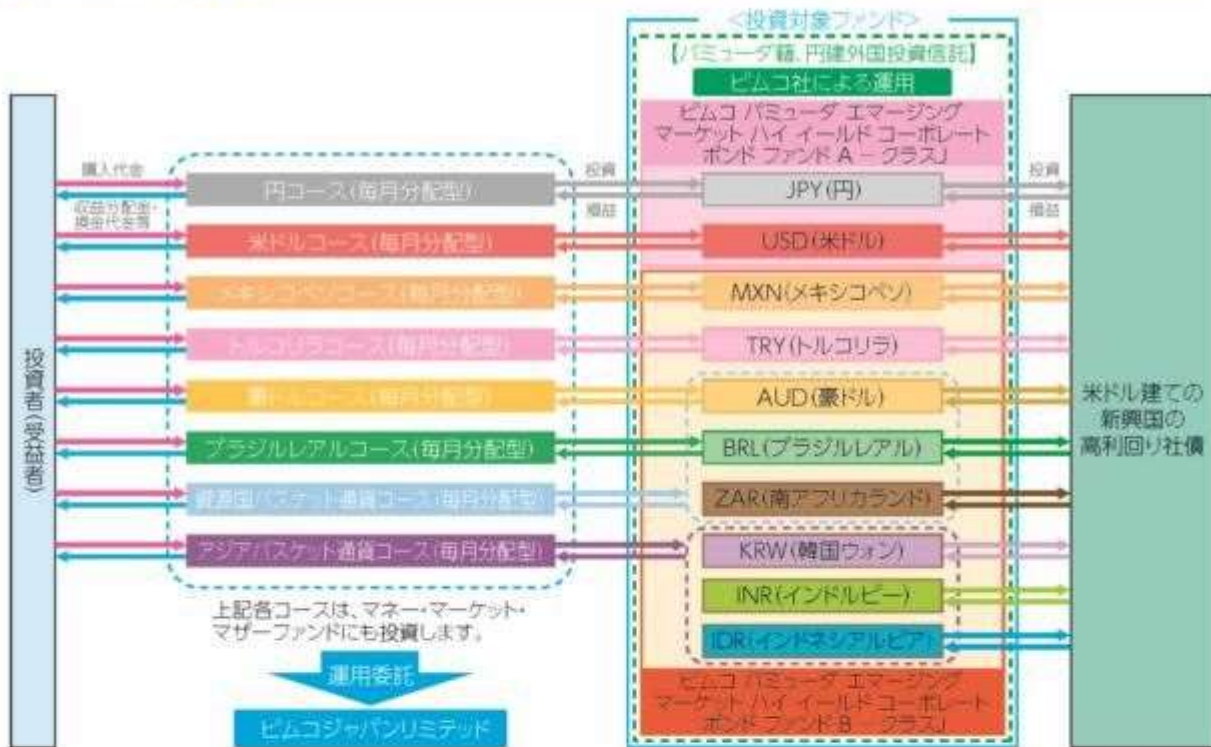 <投資対象ファンド>
【バミューダ籍、円建外国投資信託】
ピムコ社による運用
ピムコ バミューダ エマージング
マーケット ハイ イールド コーポレート
ボンド ファンド A － クラスJ
購入代金
収益分配金・
換金代金等
投資
損益
投資
損益
円コース(毎月分配型)
JPY(円)
米ドルコース(毎月分配型)
USD(米ドル)
メキシコペソコース(毎月分配型)
MXN(メキシコペソ)
トルコリラコース(毎月分配型)
TRY(トルコリラ)
豪ドルコース(毎月分配型)
AUD(豪ドル)
ブラジルレアルコース(毎月分配型)
BRL(ブラジルレアル)
資源国バスケット通貨コース(毎月分配型)
ZAR(南アフリカランド)
アジアバスケット通貨コース(毎月分配型)
KRW(韓国ウォン)
INR(インドルピー)
IDR(インドネシアルピア)
投資者(受益者)
米ドル建ての
新興国の
高利回り社債
上記各コースは、マネー・マーケット・
マザーファンドにも投資します。
運用委託
ピムコジャパンリミテッド
ピムコ バミューダ エマージング
マーケット ハイ イールド コーポレート
ボンド ファンド B － クラスJ